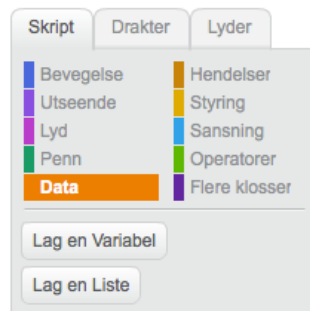 Skript Drakter Lyder
Bevegelse Hendelser
Utseende Styring
Lyd Sansning
Penn Operatorer
Data Flere klosser
Lag en Variabel
Lag en Liste